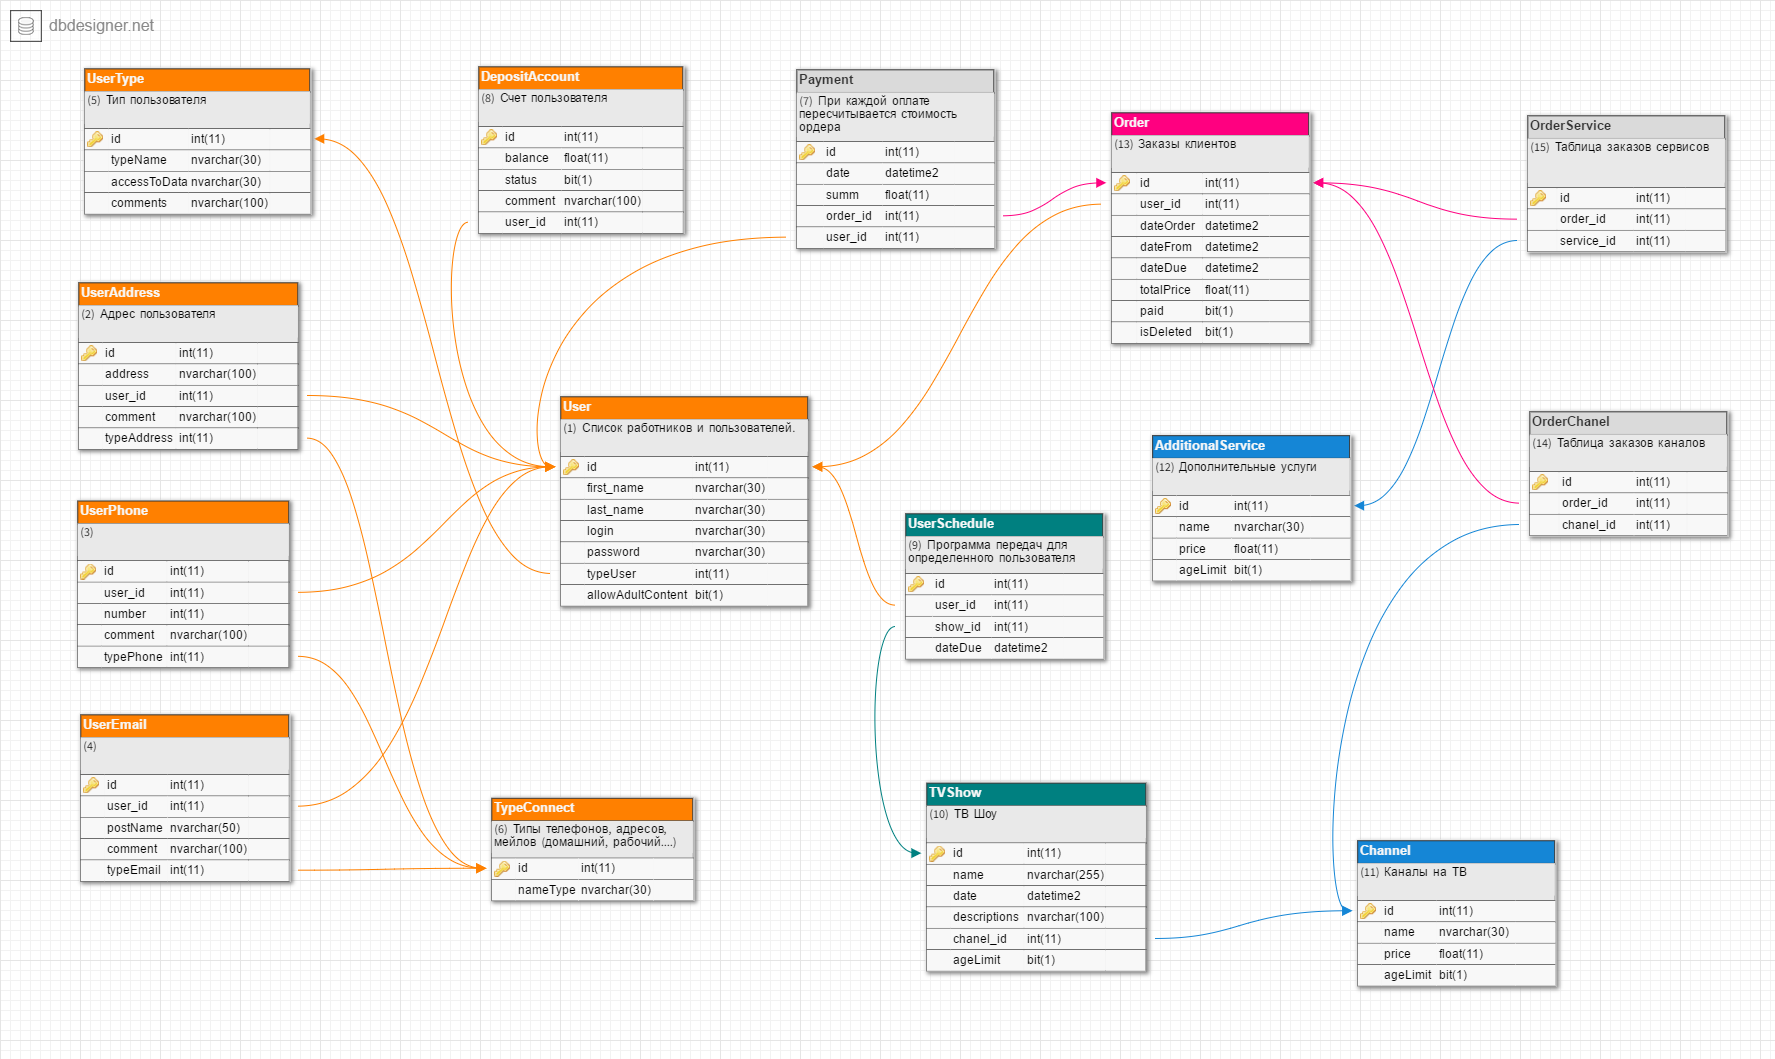 dbdesigner.net
UserType
(5) Тип пользователя
id int(11)
typeName nvarchar(30)
accessToData nvarchar(30)
comments nvarchar(100)
DepositAccount
(8) Счет пользователя
id int(11)
balance float(11)
status bit(1)
comment nvarchar(100)
user_id int(11)
Payment
(7) При каждой оплате
пересчитывается стоимость
ордера
id int(11)
date datetime2
summ float(11)
order_id int(11)
user_id int(11)
Order
(13) Заказы клиентов
id int(11)
user_id int(11)
dateOrder datetime2
dateFrom datetime2
dateDue datetime2
totalPrice float(11)
paid bit(1)
isDeleted bit(1)
OrderService
(15) Таблица заказов сервисов
id int(11)
order_id int(11)
service_id int(11)
UserAddress
(2) Адрес пользователя
id int(11)
address nvarchar(100)
user_id int(11)
comment nvarchar(100)
typeAddress int(11)
User
(1) Список работников и пользователей.
id int(11)
first_name nvarchar(30)
last_name nvarchar(30)
login nvarchar(30)
password nvarchar(30)
typeUser int(11)
allowAdultContent bit(1)
AdditionalService
(12) Дополнительные услуги
id int(11)
name nvarchar(30)
price float(11)
ageLimit bit(1)
OrderChanel
(14) Таблица заказов каналов
id int(11)
order_id int(11)
chanel_id int(11)
UserPhone
(3)
id int(11)
user_id int(11)
number int(11)
comment nvarchar(100)
typePhone int(11)
UserSchedule
(9) Программа передач для
определенного пользователя
id int(11)
user_id int(11)
show_id int(11)
dateDue datetime2
UserEmail
(4)
id int(11)
user_id int(11)
postName nvarchar(50)
comment nvarchar(100)
typeEmail int(11)
TypeConnect
(6) Типы телефонов, адресов,
мейлов (домашний, рабочий....)
id int(11)
nameType nvarchar(30)
TVShow
(10) ТВ Шоу
id int(11)
name nvarchar(255)
date datetime2
descriptions nvarchar(100)
chanel_id int(11)
ageLimit bit(1)
Channel
(11) Каналы на ТВ
id int(11)
name nvarchar(30)
price float(11)
ageLimit bit(1)